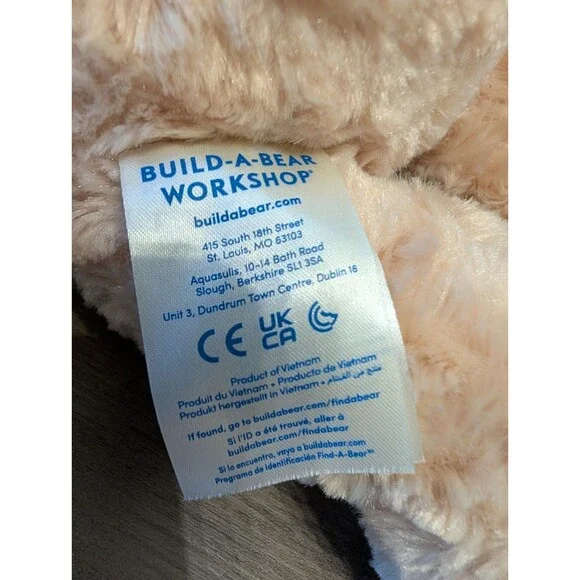 BUILD-A-BEAR
WORKSHOP®
buildabear.com
415 South 18th Street
St. Louis, MO 63103
Aquasulis, 10-14 Bath Road
Slough, Berkshire SL1 3SA
Unit 3, Dundrum Town Centre, Dublin 16
CE UK CA
Product of Vietnam
Produit du Vietnam • Producto de Vietnam
Produkt hergestellt in Vietnam •
If found, go to buildabear.com/findabear
Si l'ID a été trouvé, aller à
buildabear.com/findabear
Si lo encuentra, vaya a buildabear.com
Programa de Identificación Find-A-Bear™